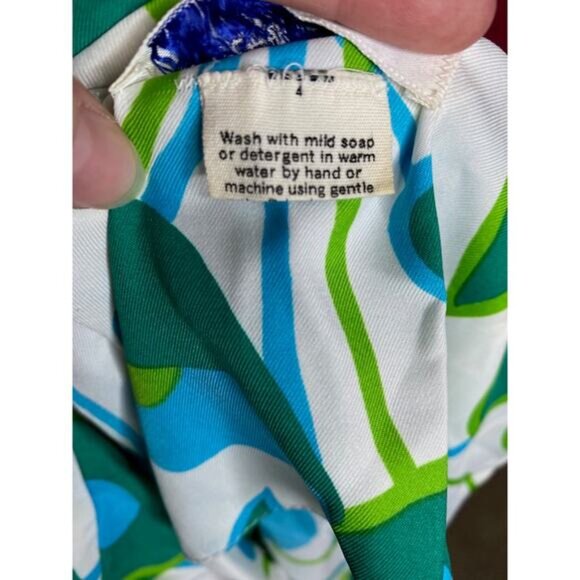 4
Wash with mild soap
or detergent in warm
water by hand or
machine using gentle